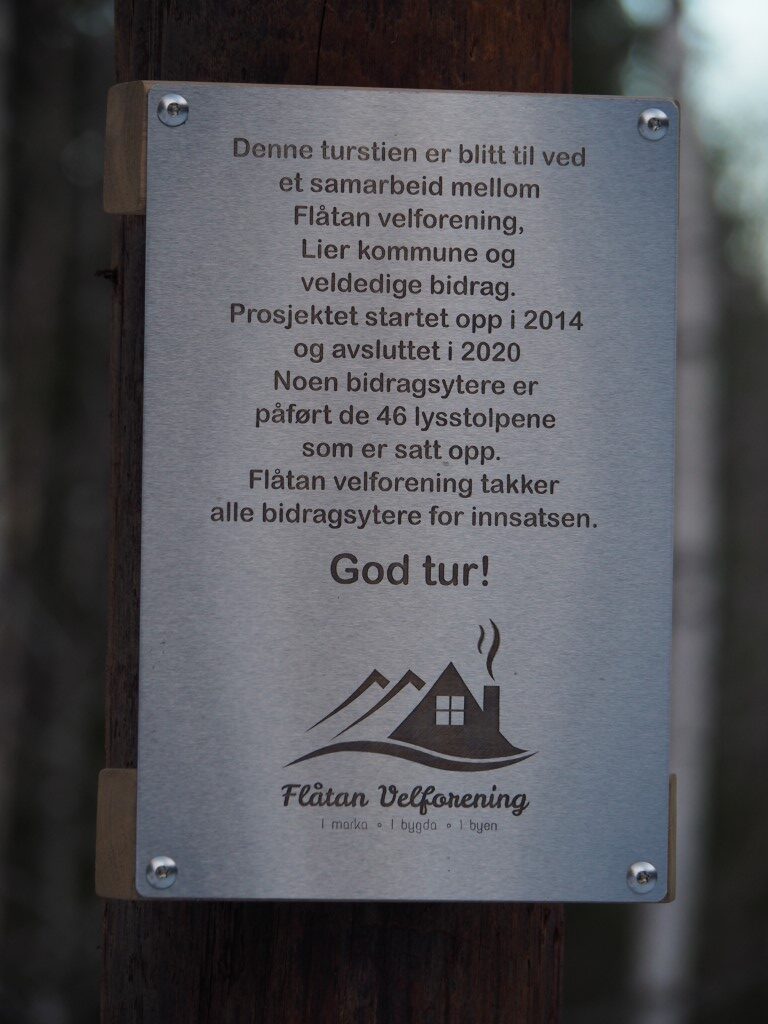 Denne turstien er blitt til ved
et samarbeid mellom
Flåtan velforening,
Lier kommune og
veldedige bidrag.
Prosjektet startet opp i 2014
og avsluttet i 2020
Noen bidragsytere er
påført de 46 lysstolpene
som er satt opp.
Flåtan velforening takker
alle bidragsytere for innsatsen.
God tur!
Flåtan Velforening
I marka • I bygda • I byen